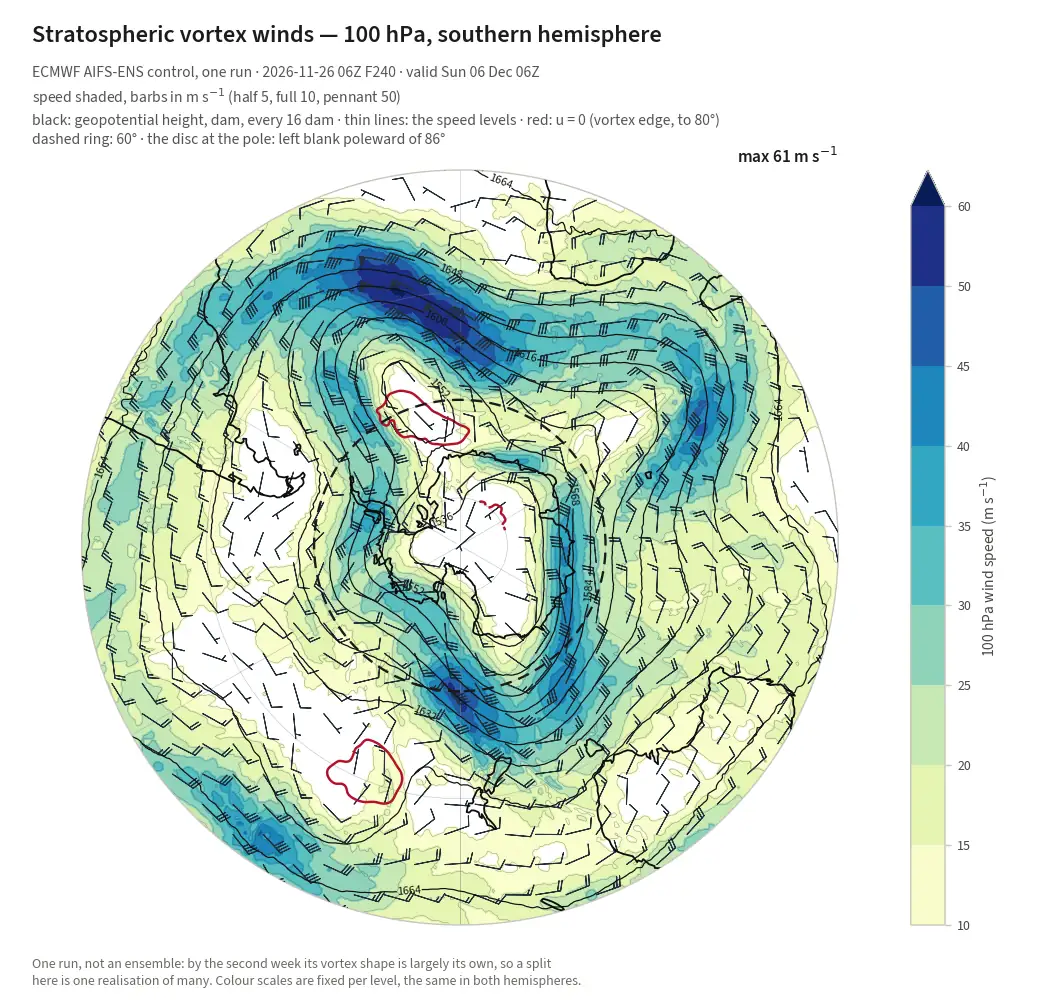 Stratospheric vortex winds — 100 hPa, southern hemisphere
ECMWF AIFS-ENS control, one run · 2026-11-26 06Z F240 · valid Sun 06 Dec 06Z
speed shaded, barbs in m s⁻¹ (half 5, full 10, pennant 50)
black: geopotential height, dam, every 16 dam · thin lines: the speed levels · red: u = 0 (vortex edge, to 80°)
dashed ring: 60° · the disc at the pole: left blank poleward of 86°
max 61 m s⁻¹
1664
1648
1600
1616
1552
1664
1664
1568
1536
1584
1552
1632
1664
60
50
45
40
35
30
25
20
15
10
100 hPa wind speed (m s⁻¹)
One run, not an ensemble: by the second week its vortex shape is largely its own, so a split
here is one realisation of many. Colour scales are fixed per level, the same in both hemispheres.